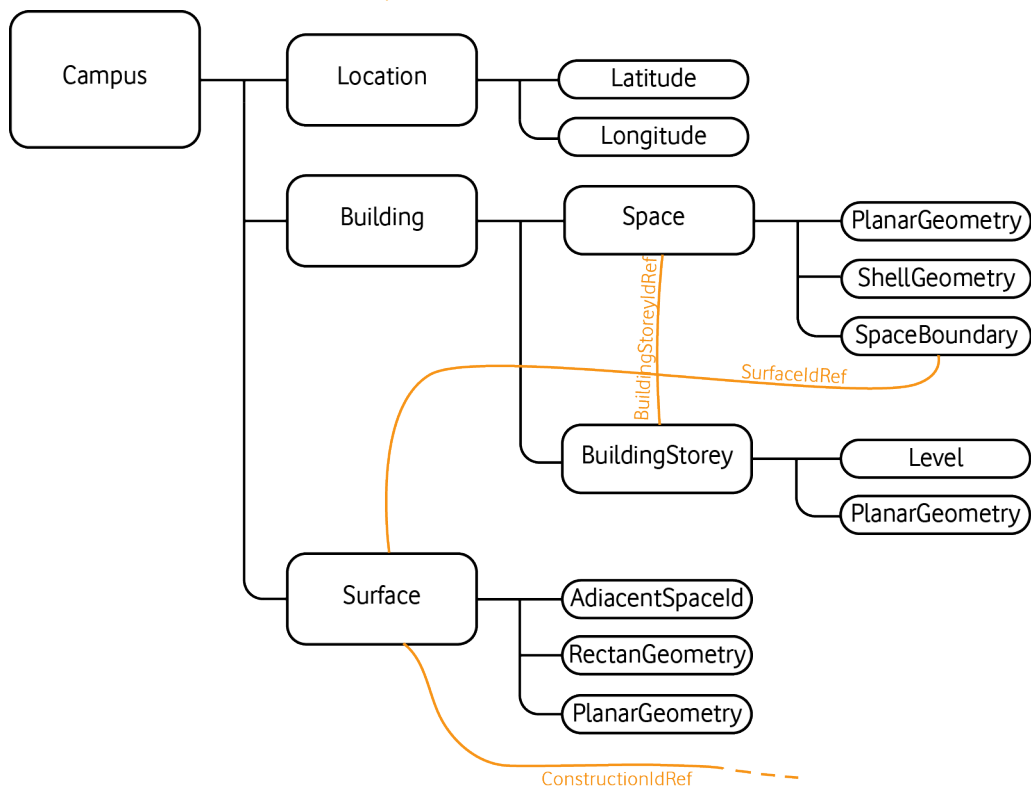 Campus
Location
Latitude
Longitude
Building
Space
PlanarGeometry
ShellGeometry
SpaceBoundary
BuildingStoreyIdRef
SurfaceIdRef
BuildingStorey
Level
PlanarGeometry
Surface
AdiacentSpaceId
RectanGeometry
PlanarGeometry
ConstructionIdRef